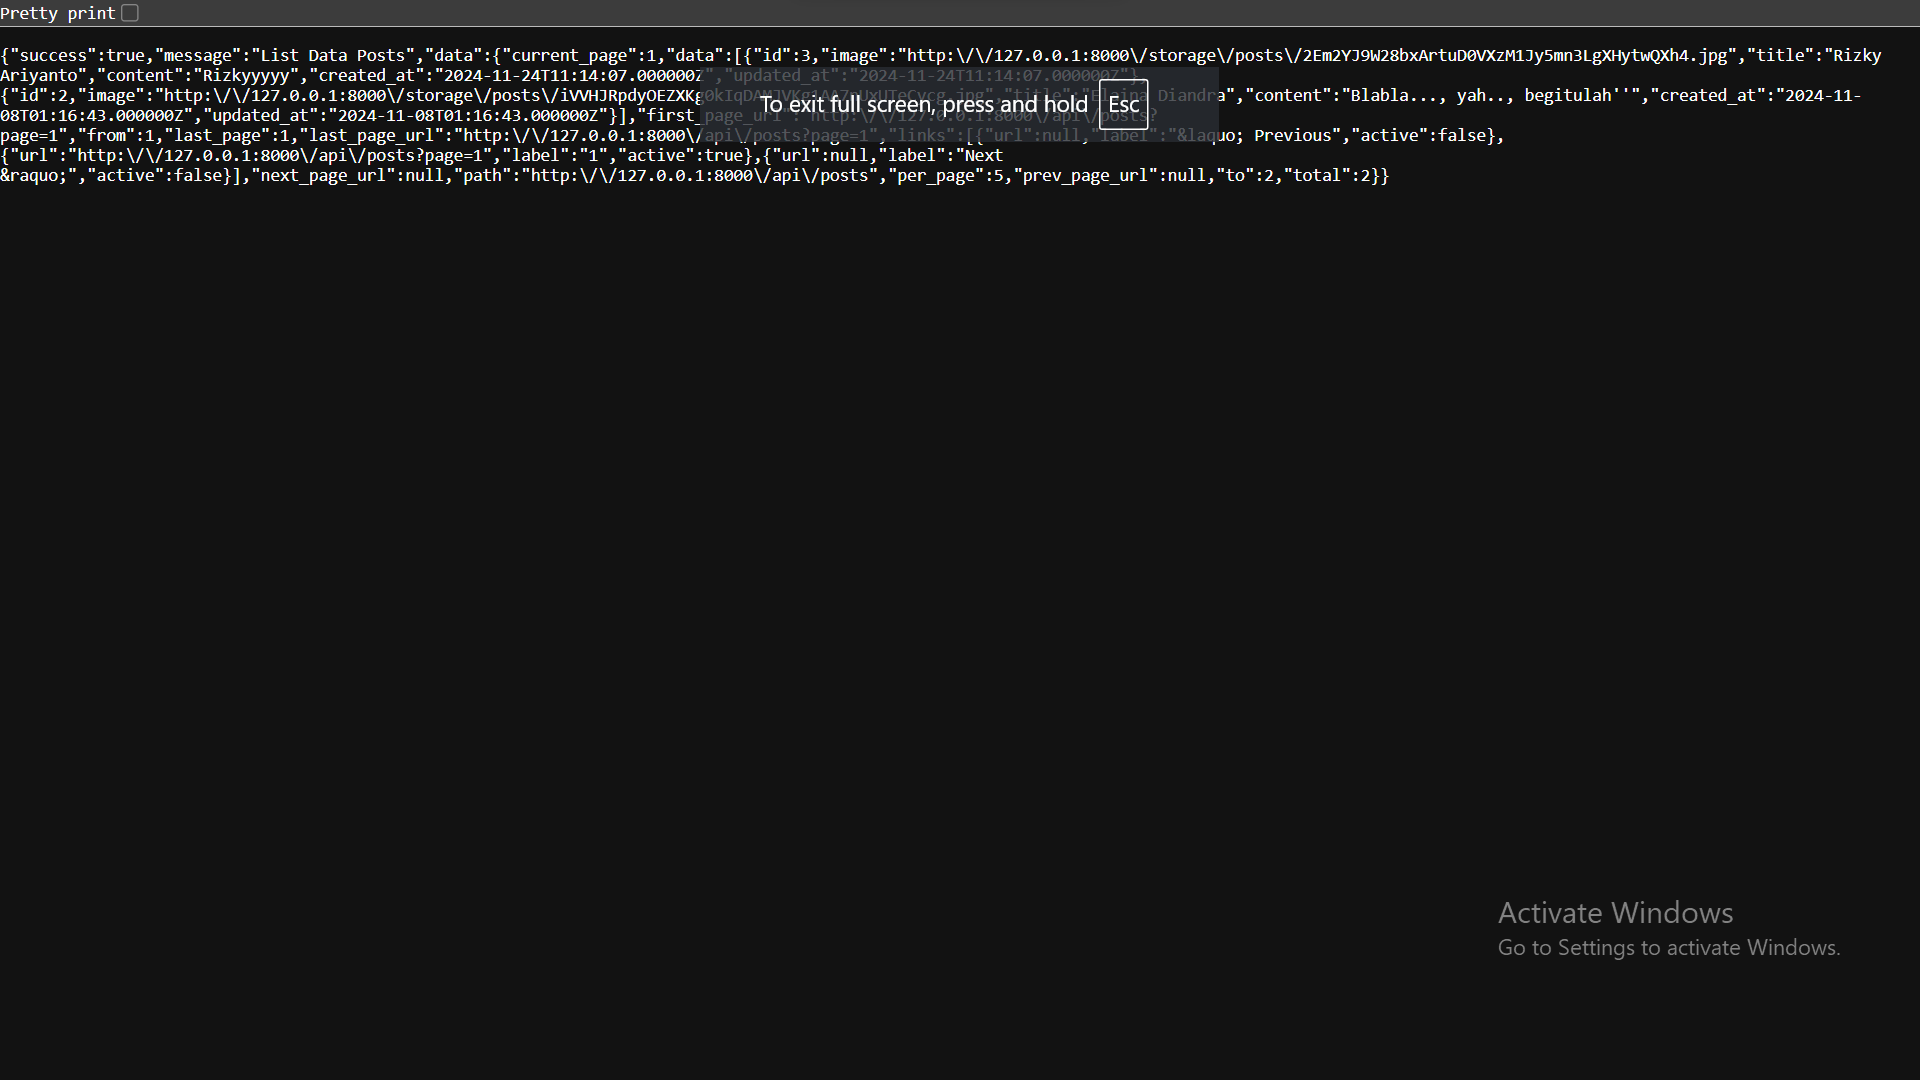 Pretty print
{"success":true,"message":"List Data Posts","data":{"current_page":1,"data":[{"id":3,"image":"http:\/\/127.0.0.1:8000\/storage\/posts\/2Em2YJ9W28bxArtuD0VXzM1Jy5mn3LgXHytwQXh4.jpg","title":"Rizky
Ariyanto","content":"Rizkyyyyy","created_at":"2024-11-24T11:14:07.000000Z","updated_at":"2024-11-24T11:14:07.000000Z"},
{"id":2,"image":"http:\/\/127.0.0.1:8000\/storage\/posts\/ "title":"Elaina Diandra","content":"Blabla..., yah.., begitulah''","created_at":"2024-11-
08T01:16:43.000000Z","updated_at":"2024-11-08T01:16:43.000000Z"}],"first_page_url":"http:\/\/127.0.0.1:8000\/api\/posts?
page=1","from":1,"last_page":1,"last_page_url":"http:\/\/127.0.0.1:8000\/api\/posts?page=1","links":[{"url":null,"label":"&laquo; Previous","active":false},
{"url":"http:\/\/127.0.0.1:8000\/api\/posts?page=1","label":"1","active":true},{"url":null,"label":"Next
&raquo;","active":false}],"next_page_url":null,"path":"http:\/\/127.0.0.1:8000\/api\/posts","per_page":5,"prev_page_url":null,"to":2,"total":2}}
To exit full screen, press and hold Esc
Activate Windows
Go to Settings to activate Windows.